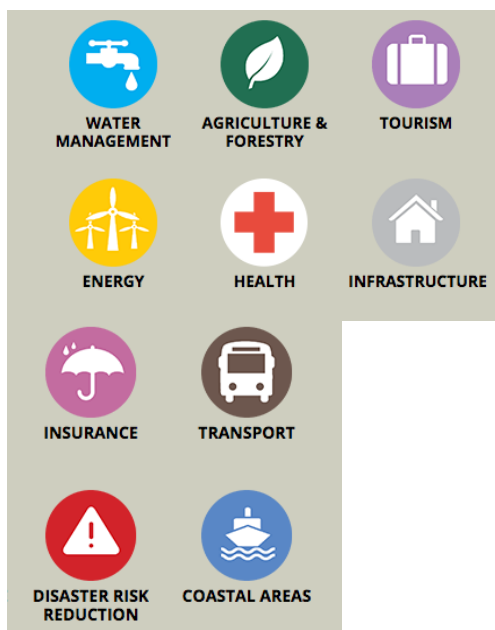 WATER
MANAGEMENT
AGRICULTURE &
FORESTRY
TOURISM
ENERGY
HEALTH
INFRASTRUCTURE
INSURANCE
TRANSPORT
DISASTER RISK
REDUCTION
COASTAL AREAS